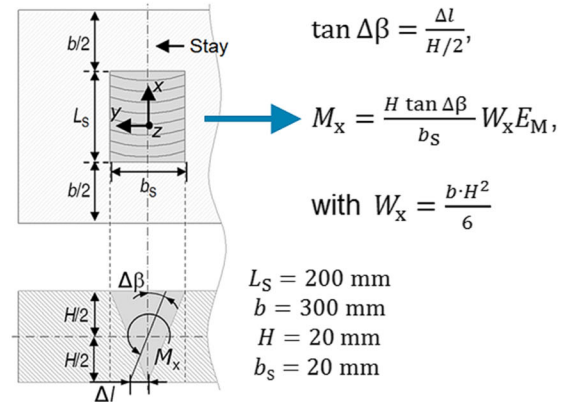 b/2
Stay
L_S
x
y
z
b/2
b_S
tan Δβ = Δl / (H/2),
M_x = (H tan Δβ / b_S) W_x E_M,
with W_x = (b·H²) / 6
Δβ
H/2
H/2
M_x
Δl
L_S = 200 mm
b = 300 mm
H = 20 mm
b_S = 20 mm